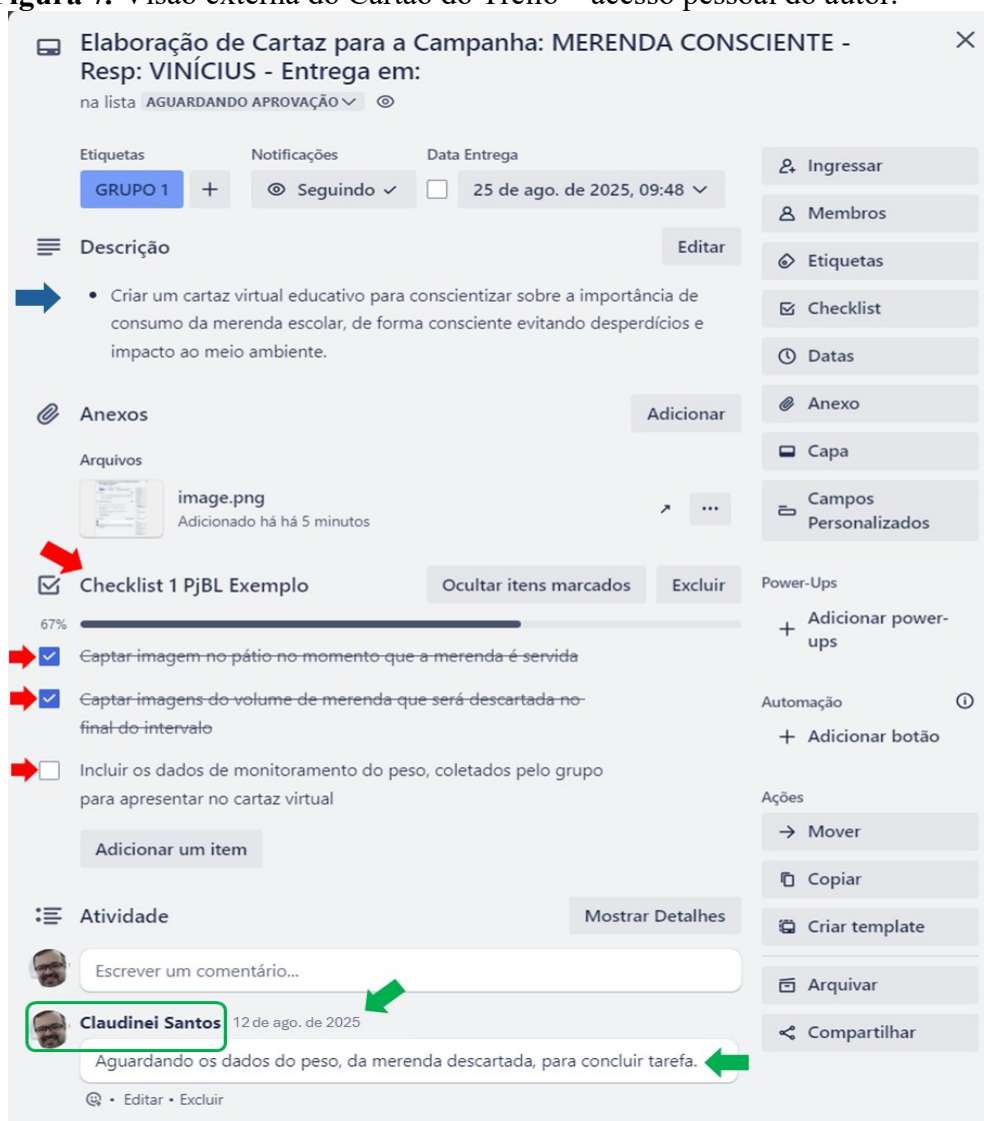 Figura 7. Visão externa do Cartão do Trello – acesso pessoal do autor.
Elaboração de Cartaz para a Campanha: MERENDA CONSCIENTE -
Resp: VINÍCIUS - Entrega em:
na lista AGUARDANDO APROVAÇÃO
Etiquetas
Notificações
Data Entrega
GRUPO 1
+
Seguindo
25 de ago. de 2025, 09:48
Descrição
Editar
• Criar um cartaz virtual educativo para conscientizar sobre a importância de
consumo da merenda escolar, de forma consciente evitando desperdícios e
impacto ao meio ambiente.
Anexos
Adicionar
Arquivos
image.png
Adicionado há há 5 minutos
Checklist 1 PjBL Exemplo
Ocultar itens marcados
Excluir
67%
Captar imagem no pátio no momento que a merenda é servida
Captar imagens do volume de merenda que será descartada no
final do intervalo
Incluir os dados de monitoramento do peso, coletados pelo grupo
para apresentar no cartaz virtual
Adicionar um item
Atividade
Mostrar Detalhes
Escrever um comentário...
Claudinei Santos 12 de ago. de 2025
Aguardando os dados do peso, da merenda descartada, para concluir tarefa.
• Editar • Excluir
Ingressar
Membros
Etiquetas
Checklist
Datas
Anexo
Capa
Campos
Personalizados
Power-Ups
+ Adicionar power-
ups
Automação
+ Adicionar botão
Ações
Mover
Copiar
Criar template
Arquivar
Compartilhar